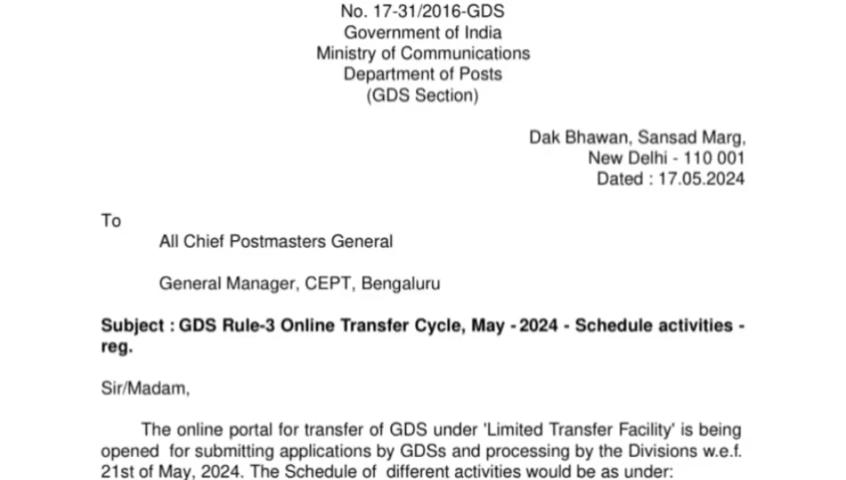 No. 17-31/2016-GDS
Government of India
Ministry of Communications
Department of Posts
(GDS Section)
Dak Bhawan, Sansad Marg,
New Delhi - 110 001
Dated : 17.05.2024
To
All Chief Postmasters General
General Manager, CEPT, Bengaluru
Subject : GDS Rule-3 Online Transfer Cycle, May - 2024 - Schedule activities -
reg.
Sir/Madam,
The online portal for transfer of GDS under 'Limited Transfer Facility' is being
opened for submitting applications by GDSs and processing by the Divisions w.e.f.
21st of May, 2024. The Schedule of different activities would be as under: